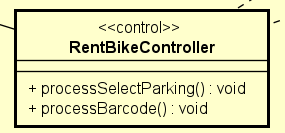 <<control>>
RentBikeController
+ processSelectParking() : void
+ processBarcode() : void